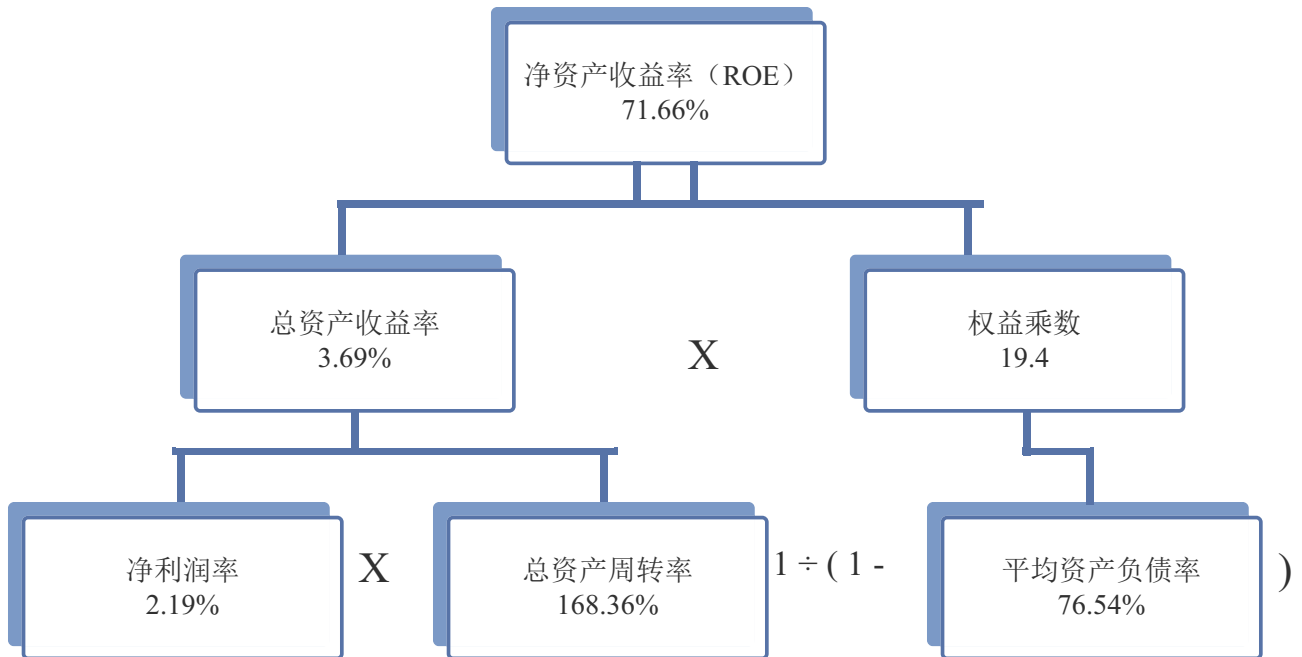 净资产收益率（ROE）
71.66%
总资产收益率
3.69%
X
权益乘数
19.4
净利润率
2.19%
X
总资产周转率
168.36%
1 ÷ ( 1 -
平均资产负债率
76.54%
)